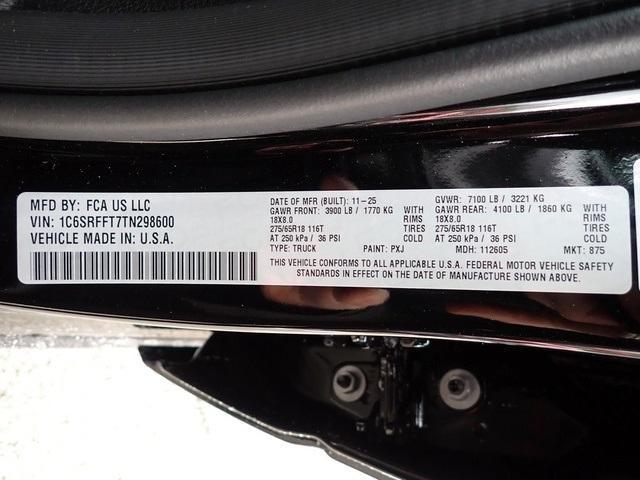 MFD BY: FCA US LLC
VIN: 1C6SRFFT7TN298600
VEHICLE MADE IN: U.S.A.
DATE OF MFR (BUILT): 11-25 GVWR: 7100 LB / 3221 KG
GAWR FRONT: 3900 LB / 1770 KG WITH GAWR REAR: 4100 LB / 1860 KG WITH
18X8.0 RIMS 18X8.0 RIMS
275/65R18 116T TIRES 275/65R18 116T TIRES
AT 250 kPa / 36 PSI COLD AT 250 kPa / 36 PSI COLD
TYPE: TRUCK PAINT: PXJ MDH: 112605 MKT: 875
THIS VEHICLE CONFORMS TO ALL APPLICABLE U.S.A. FEDERAL MOTOR VEHICLE SAFETY
STANDARDS IN EFFECT ON THE DATE OF MANUFACTURE SHOWN ABOVE.